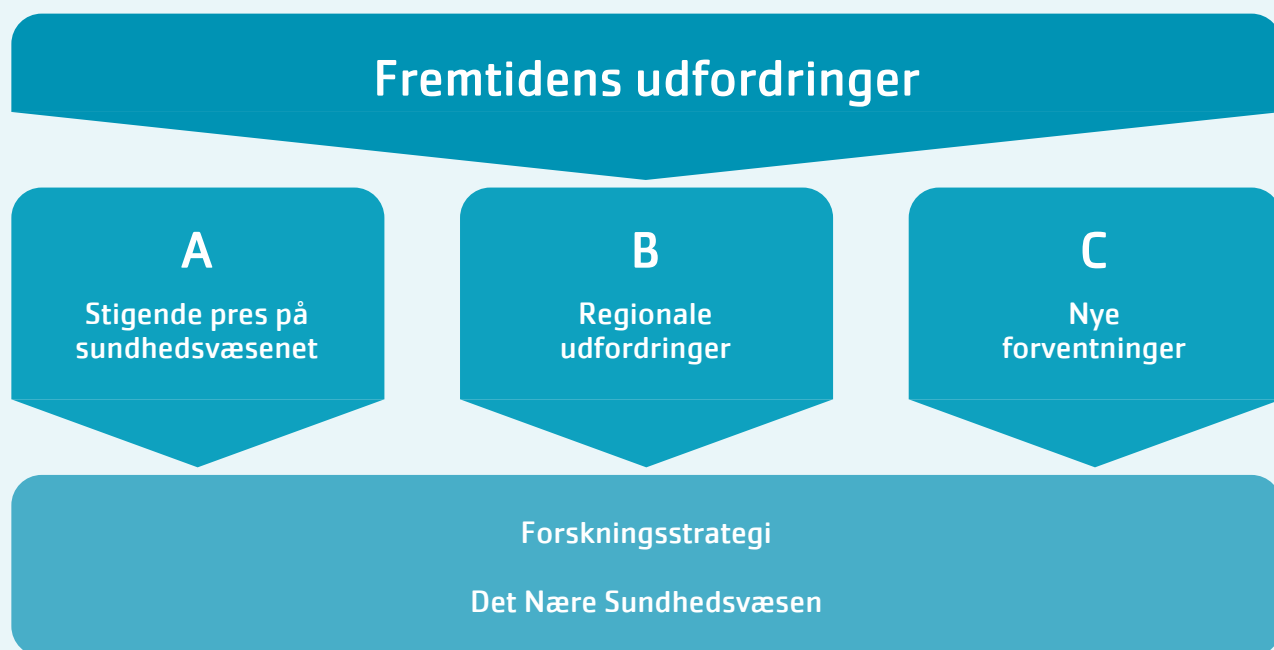 Fremtidens udfordringer
A
Stigende pres på
sundhedsvæsenet
B
Regionale
udfordringer
C
Nye
forventninger
Forskningsstrategi
Det Nære Sundhedsvæsen